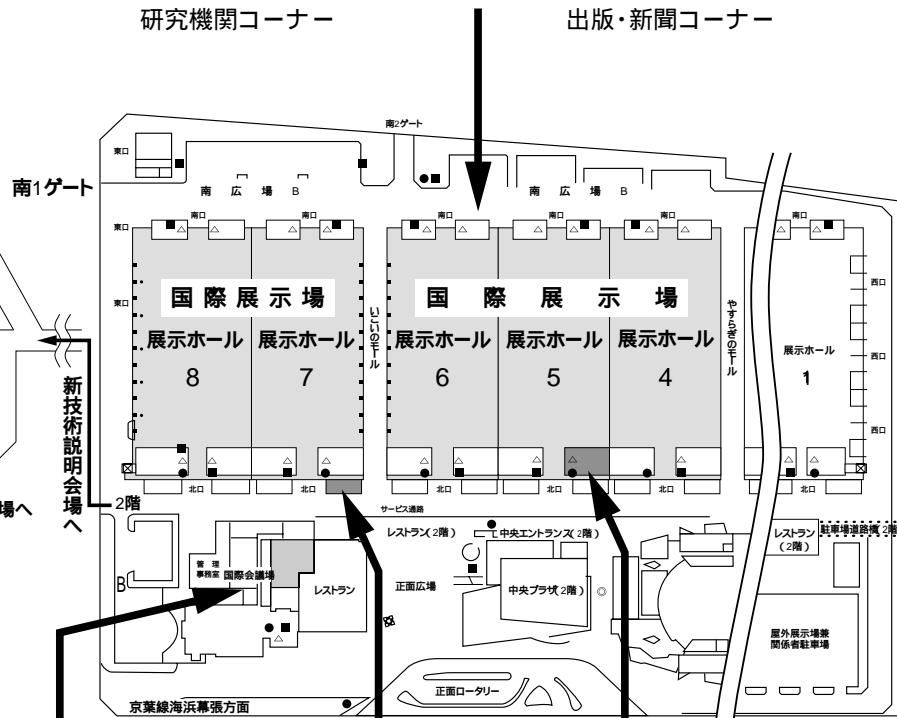 研究機関コーナー
出版・新聞コーナー
南2ゲート
東口
南1ゲート
南広場 B
南広場 B
東口
南口
南口
南口
南口
南口
南口
西口
東口
国際展示場
国際展示場
いこいのモール
やすらぎのモール
展示ホール
8
展示ホール
7
展示ホール
6
展示ホール
5
展示ホール
4
展示ホール
1
西口
西口
新技術説明会場へ
場へ
2階
北口
北口
北口
北口
北口
サービス通路
レストラン(2階)
中央エントランス(2階)
レストラン
(2階)
駐車場道路橋(2階
管理
事務室
国際会議場
レストラン
正面広場
中央プラザ(2階)
B
屋外展示場兼
関係者駐車場
正面ロータリー
京葉線海浜幕張方面